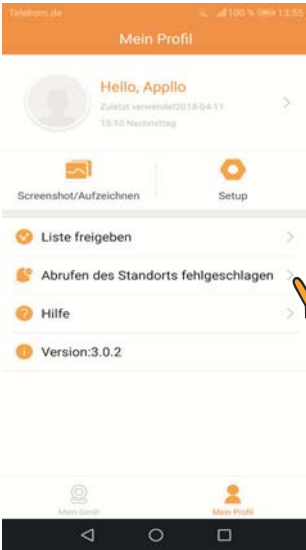 Telekom.de 100 % 13:55
Mein Profil
Hello, Appllo
Zuletzt verwendet2018-04-11
15:10 Nachmittag
Screenshot/Aufzeichnen
Setup
Liste freigeben
Abrufen des Standorts fehlgeschlagen
Hilfe
Version:3.0.2
Mein Gerät
Mein Profil